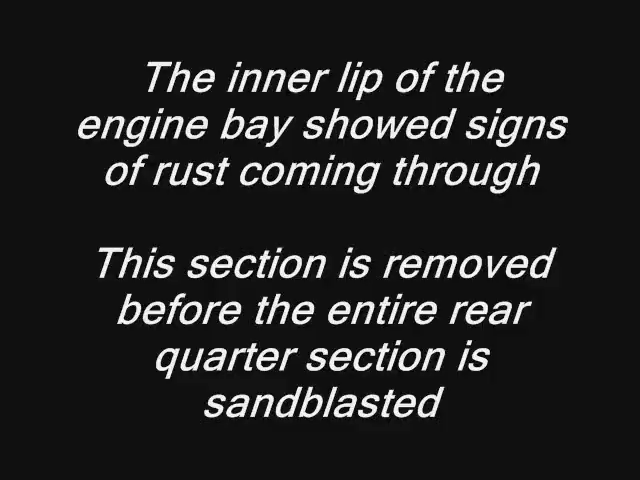 The inner lip of the
engine bay showed signs
of rust coming through
This section is removed
before the entire rear
quarter section is
sandblasted